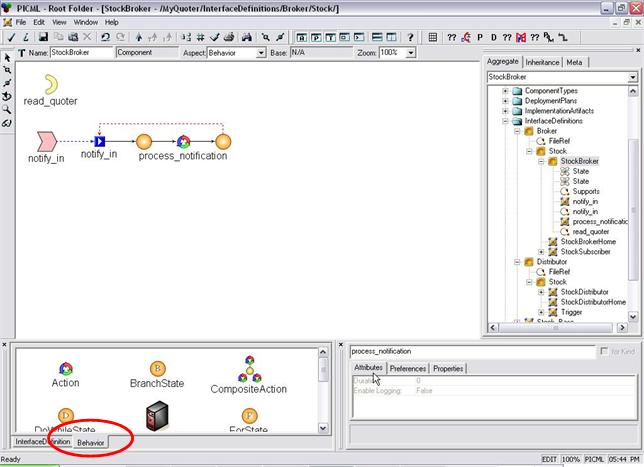 PICML - Root Folder - [StockBroker - /MyQuoter/InterfaceDefinitions/Broker/Stock/]
File Edit Window Help
Name: StockBroker Component Aspect: Behavior Base: N/A Zoom: 100%
read_quoter
notify_in
notify_in
process_notification
Aggregate Inheritance Meta
StockBroker
ComponentTypes
DeploymentPlans
ImplementationArtifacts
InterfaceDefinitions
Broker
FileRef
Stock
StockBroker
State
State
Supports
notify_in
notify_in
process_notification
read_quoter
StockBrokerHome
StockSubscriber
Distributor
FileRef
Stock
StockDistributor
StockDistributorHome
Trigger
Stock_Base
Action
BranchState
CompositeAction
DoWhileState
ForState
InterfaceDefinition Behavior
process_notification
for Kind
Attributes Preferences Properties
Duration 0
Enable Logging: False
Ready
EDIT 100% PICML 05:44 PM